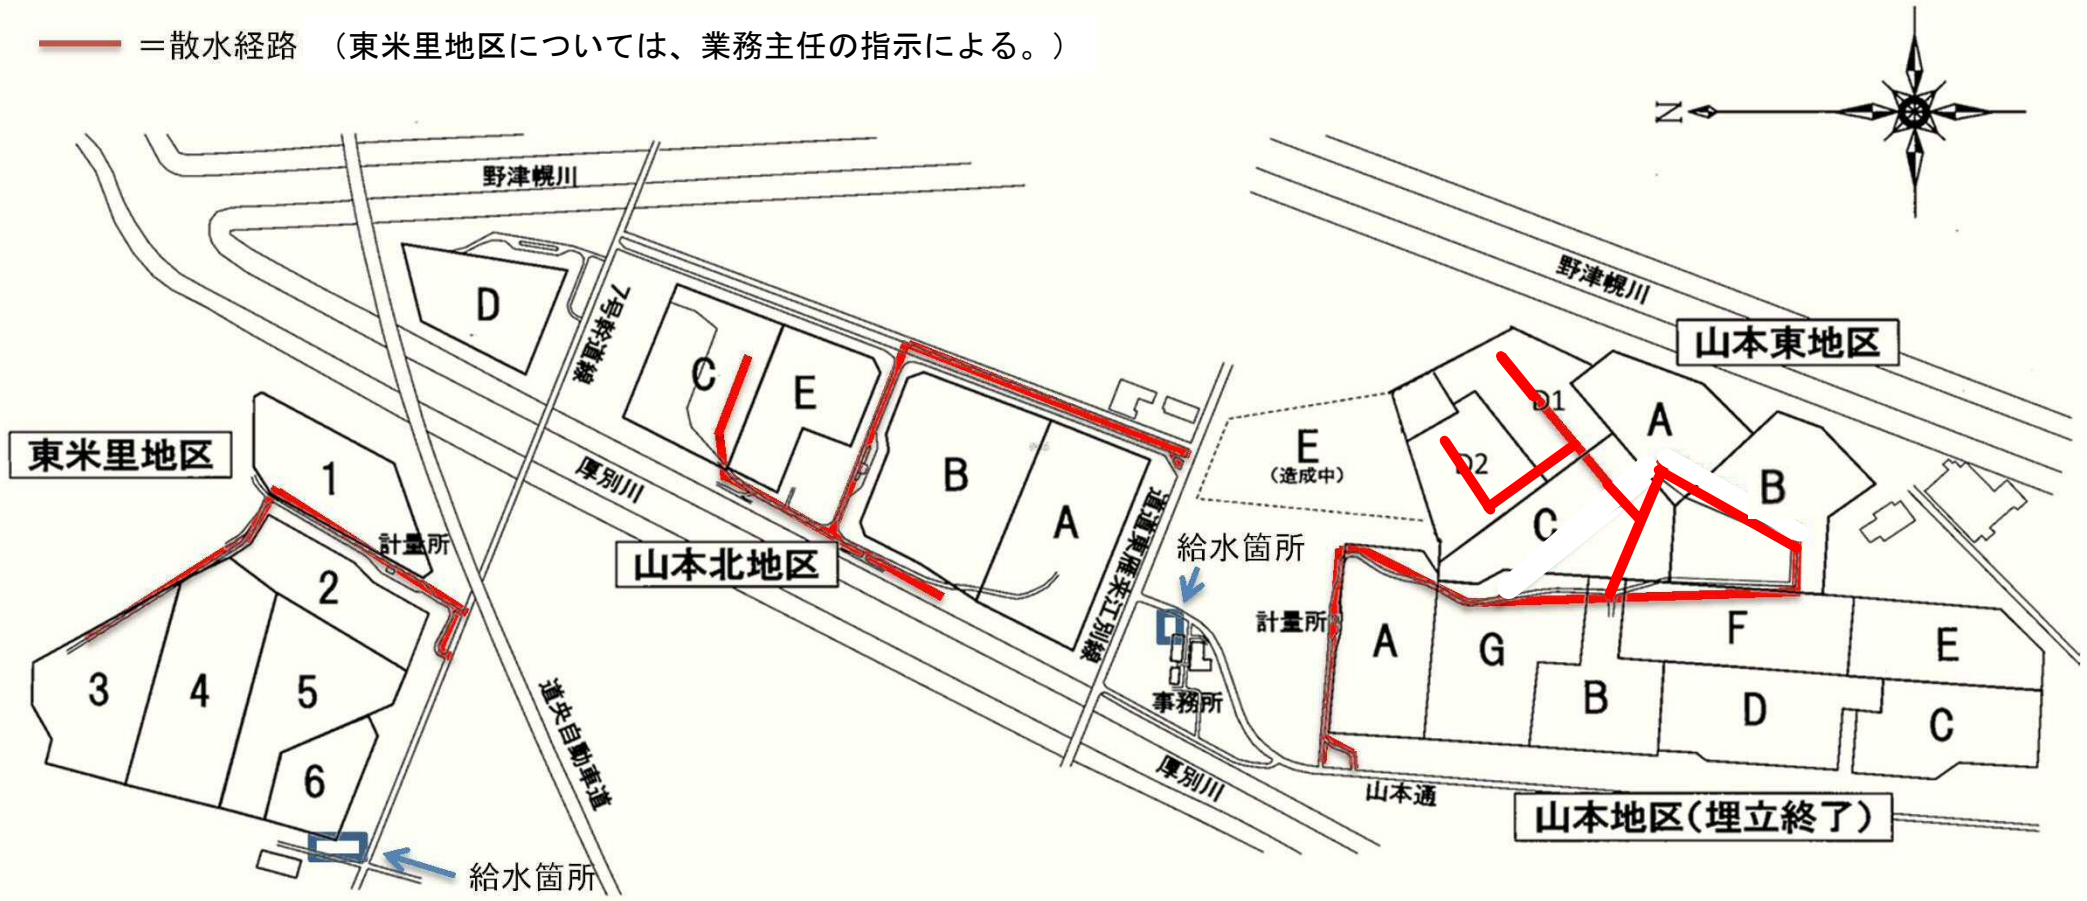 ＝散水経路　（東米里地区については、業務主任の指示による。）
N
野津幌川
野津幌川
山本東地区
D
7号幹道線
C
E
B
A
E
（造成中）
D1
D2
A
B
C
東米里地区
1
計量所
2
3
4
5
6
厚別川
山本北地区
道道東雁来江別線
給水箇所
計量所
事務所
A
G
B
F
E
D
C
道央自動車道
厚別川
山本通
山本地区（埋立終了）
給水箇所